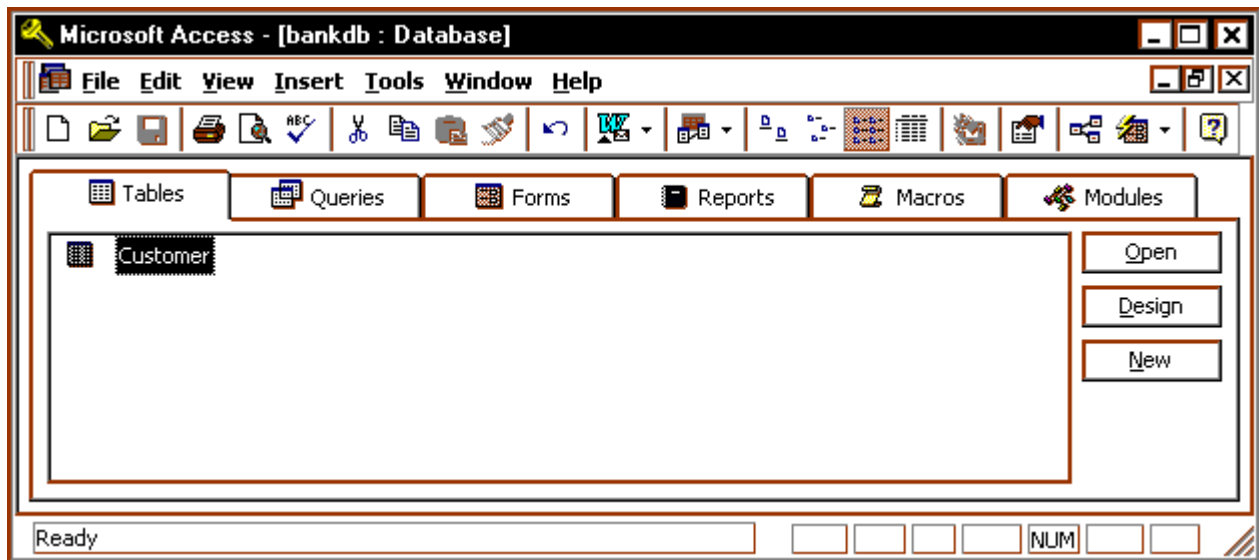 Microsoft Access - [bankdb : Database]
File Edit View Insert Tools Window Help
ABC W
Tables Queries Forms Reports Macros Modules
Customer
Open
Design
New
Ready NUM